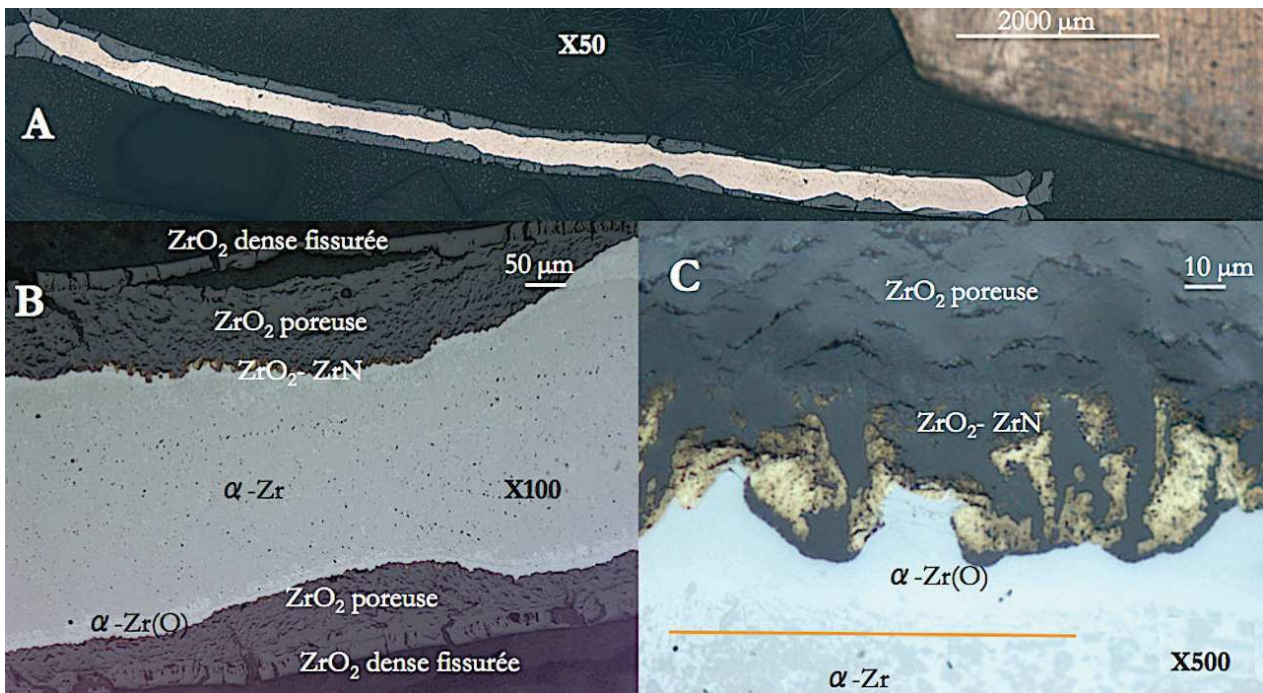 2000 μm
X50
A
ZrO₂ dense fissurée
50 μm
B
ZrO₂ poreuse
ZrO₂- ZrN
α-Zr
X100
ZrO₂ poreuse
α-Zr(O)
ZrO₂ dense fissurée
C
10 μm
ZrO₂ poreuse
ZrO₂- ZrN
α-Zr(O)
α-Zr
X500